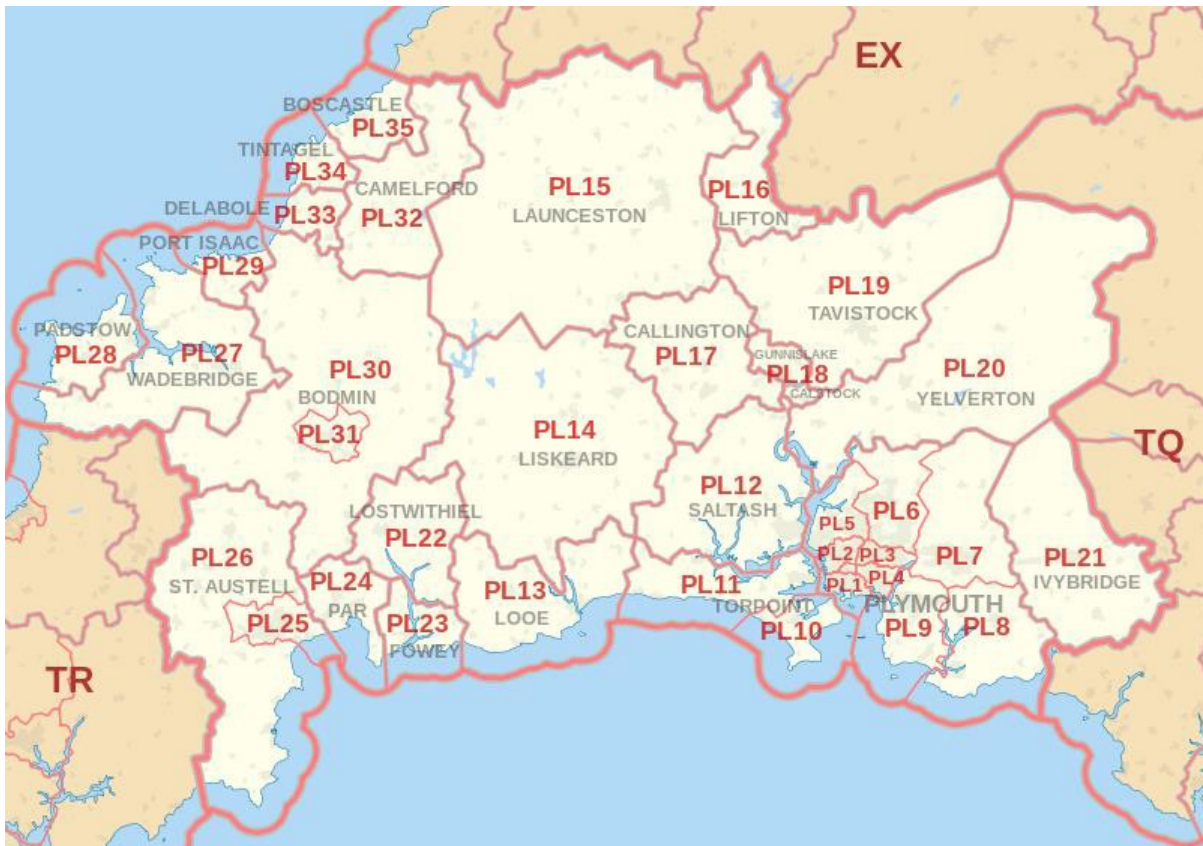 EX
BOSCASTLE
PL35
TINTAGEL
PL34
CAMELFORD
PL15
PL16
LAUNCESTON
LIFTON
DELABOLE
PL33
PL32
PORT ISAAC
PL29
PL19
TAVISTOCK
PADSTOW
PL28
PL27
WADEBRIDGE
CALLINGTON
PL17
GUNNISLAKE
PL18
CALSTOCK
PL30
BODMIN
PL20
YELVERTON
PL31
PL14
LISKEARD
TQ
PL12
SALTASH
LOSTWITHIEL
PL22
PL5
PL6
PL26
ST. AUSTELL
PL2
PL3
PL7
PL21
IVYBRIDGE
PL24
PAR
PL13
LOOE
PL11
TORPOINT
PL1
PL4
PLYMOUTH
PL25
PL23
FOWEY
PL10
PL9
PL8
TR